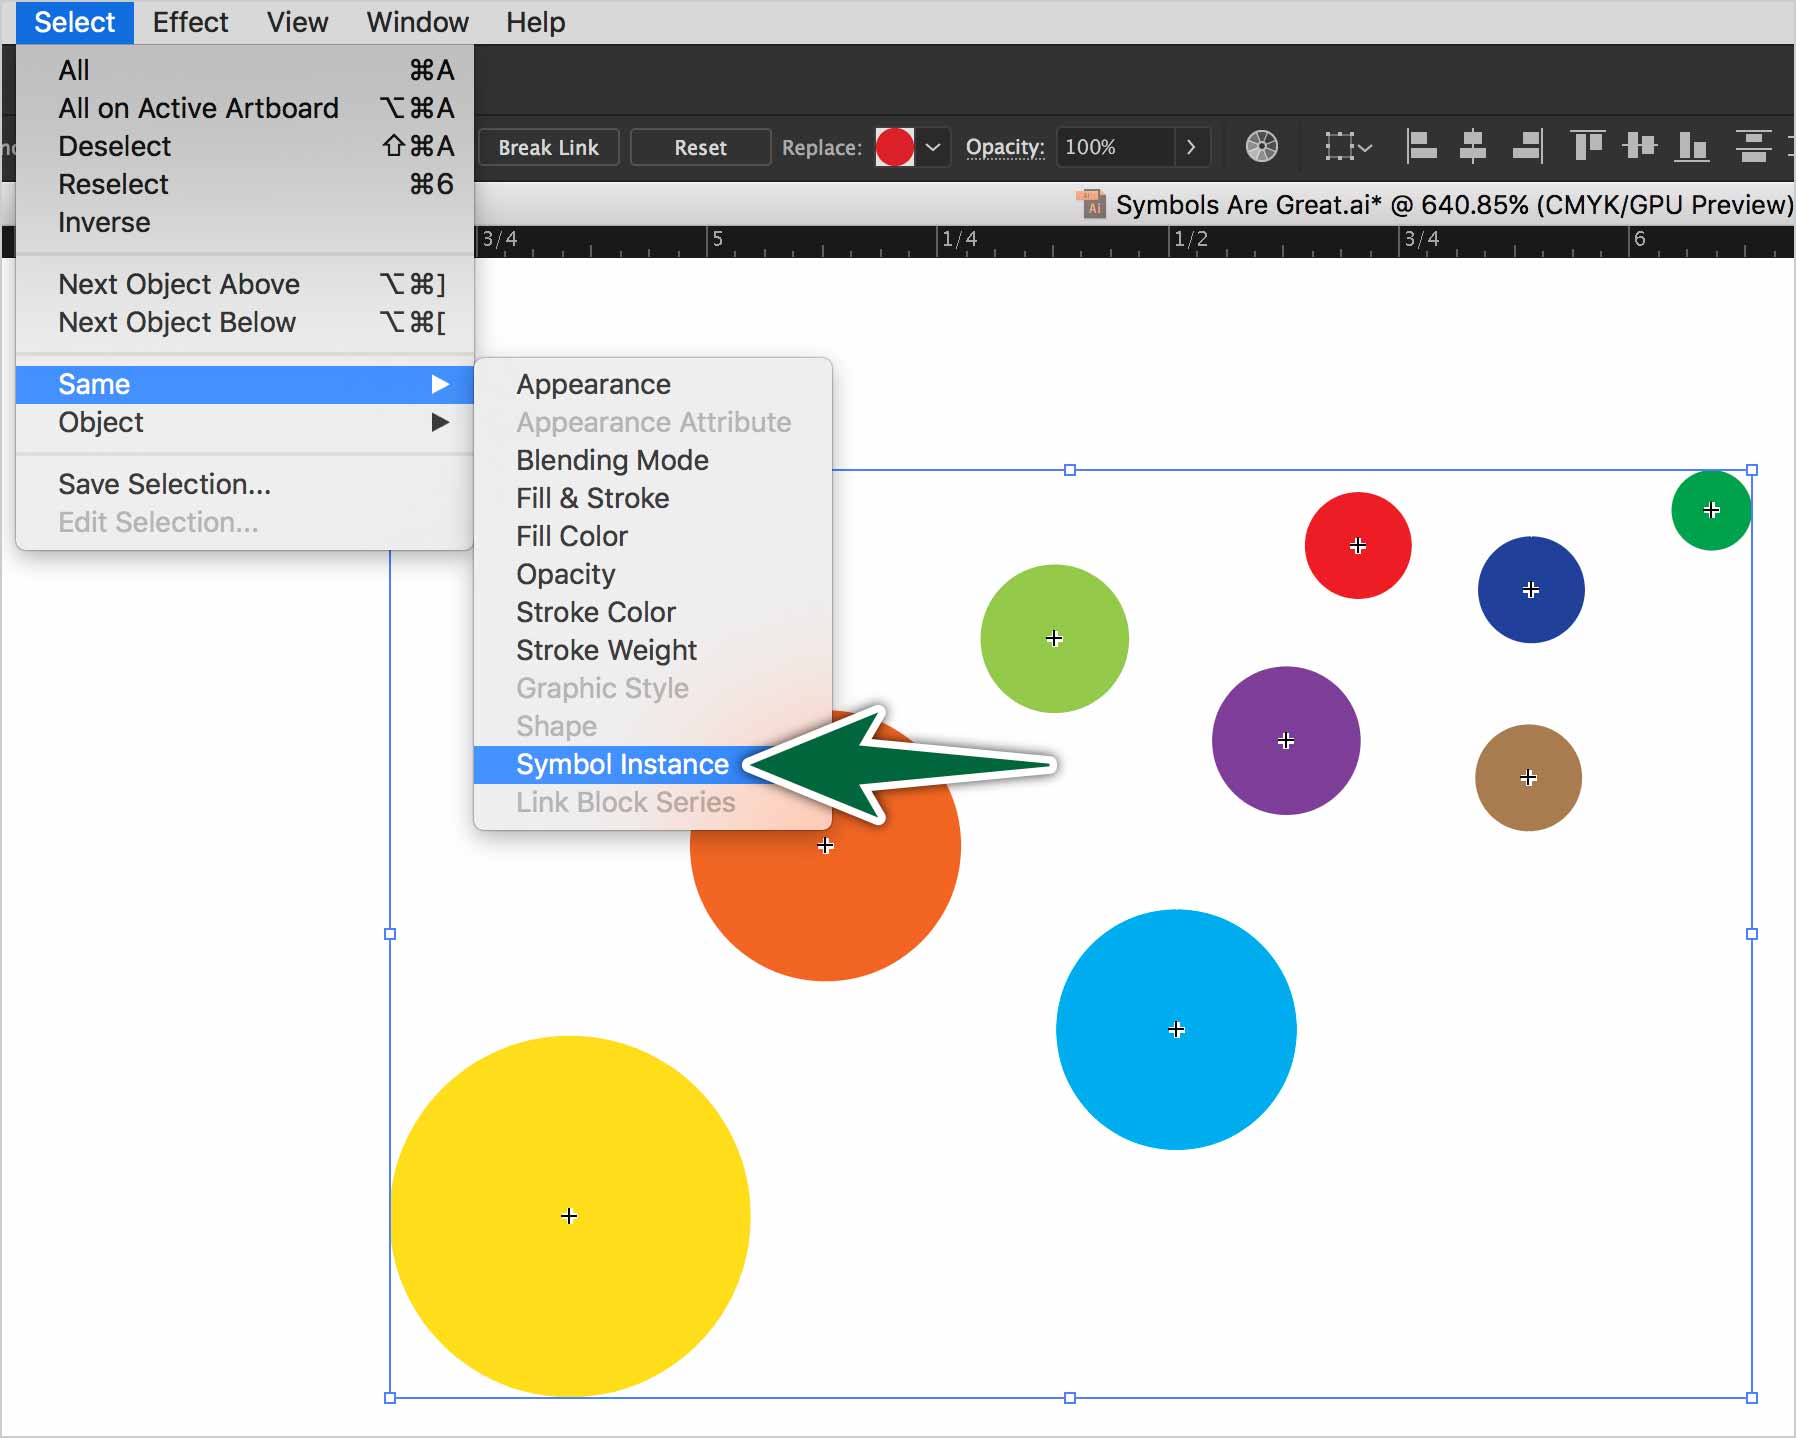 Select Effect View Window Help
All ⌘A
All on Active Artboard ⌥⌘A
Deselect ⇧⌘A
Reselect ⌘6
Inverse
Next Object Above ⌥⌘]
Next Object Below ⌥⌘[
Same ▶
Object ▶
Save Selection...
Edit Selection...
Break Link Reset Replace: Opacity: 100% >
Ai Symbols Are Great.ai* @ 640.85% (CMYK/GPU Preview)
3/4 5 1/4 1/2 3/4 6
Appearance
Appearance Attribute
Blending Mode
Fill & Stroke
Fill Color
Opacity
Stroke Color
Stroke Weight
Graphic Style
Shape
Symbol Instance
Link Block Series